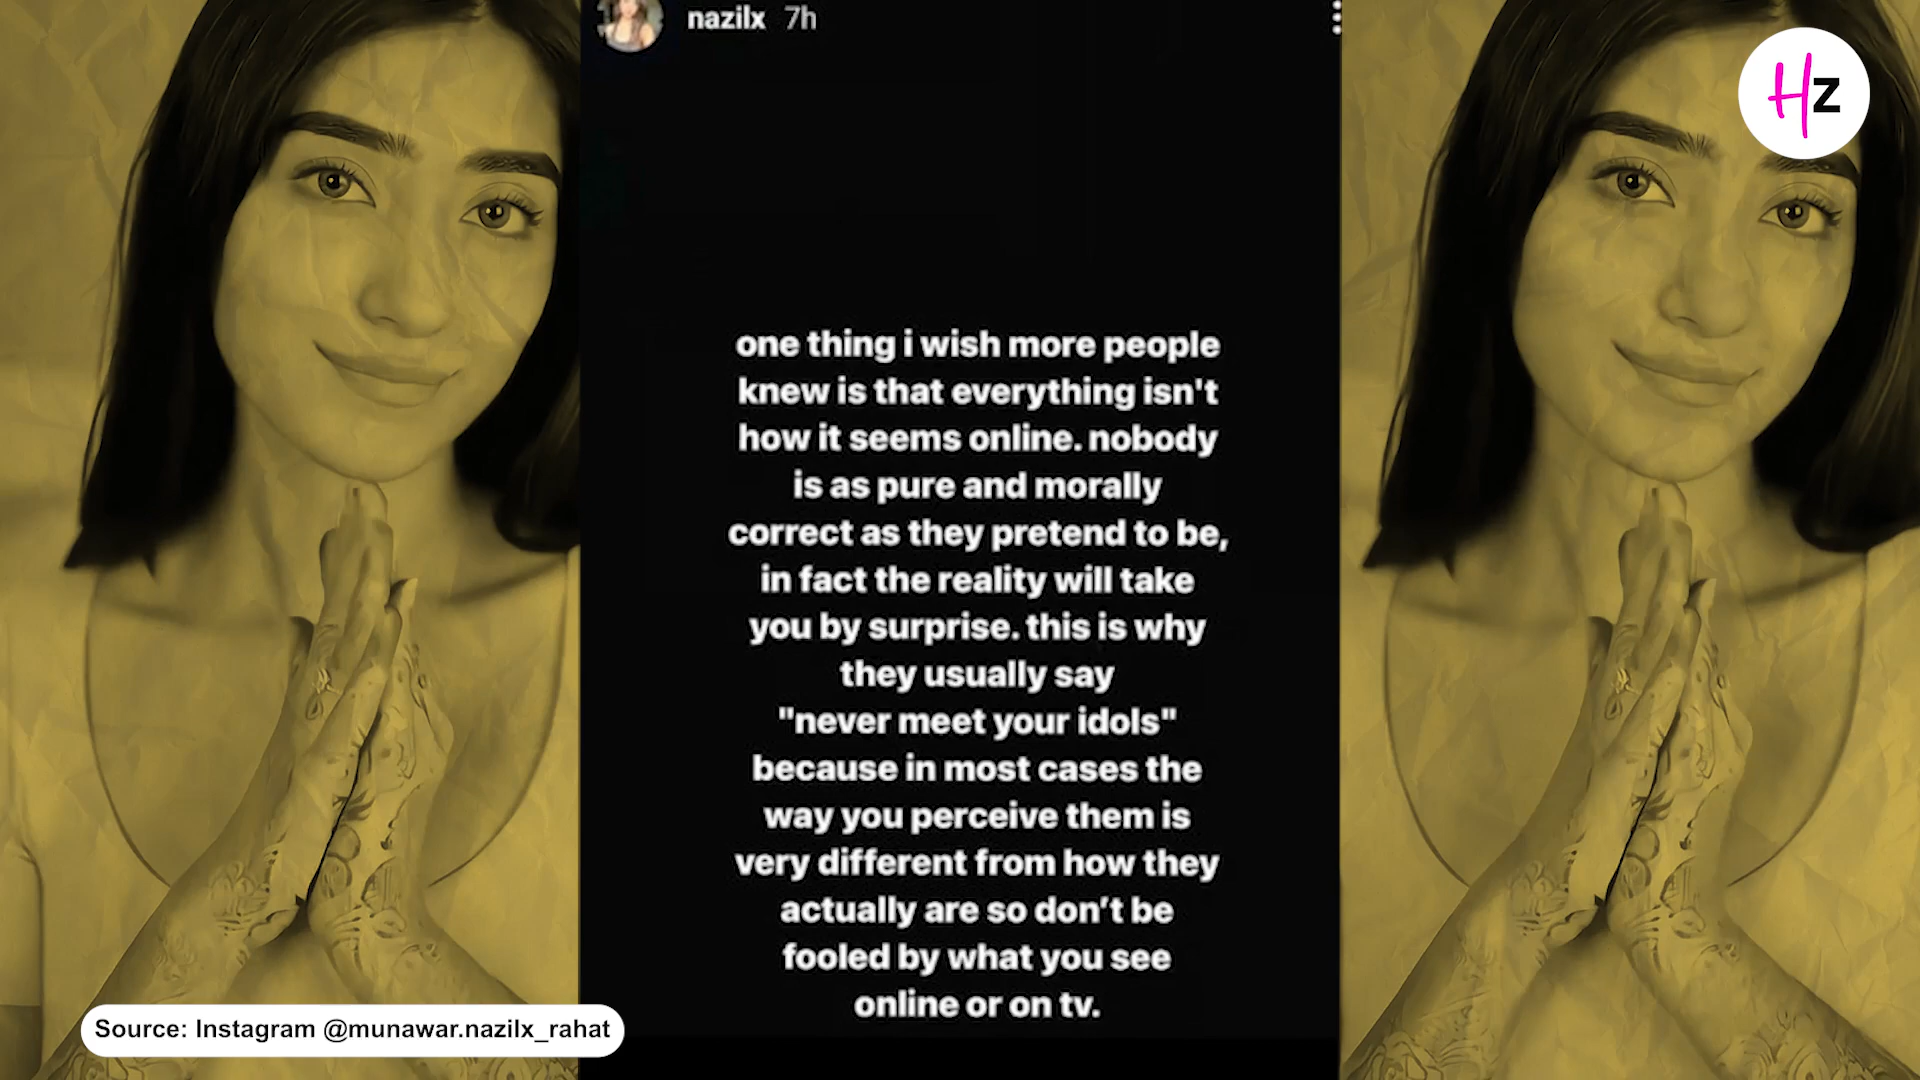 nazilx 7h
Hz
one thing i wish more people
knew is that everything isn't
how it seems online. nobody
is as pure and morally
correct as they pretend to be,
in fact the reality will take
you by surprise. this is why
they usually say
"never meet your idols"
because in most cases the
way you perceive them is
very different from how they
actually are so don’t be
fooled by what you see
online or on tv.
Source: Instagram @munawar.nazilx_rahat